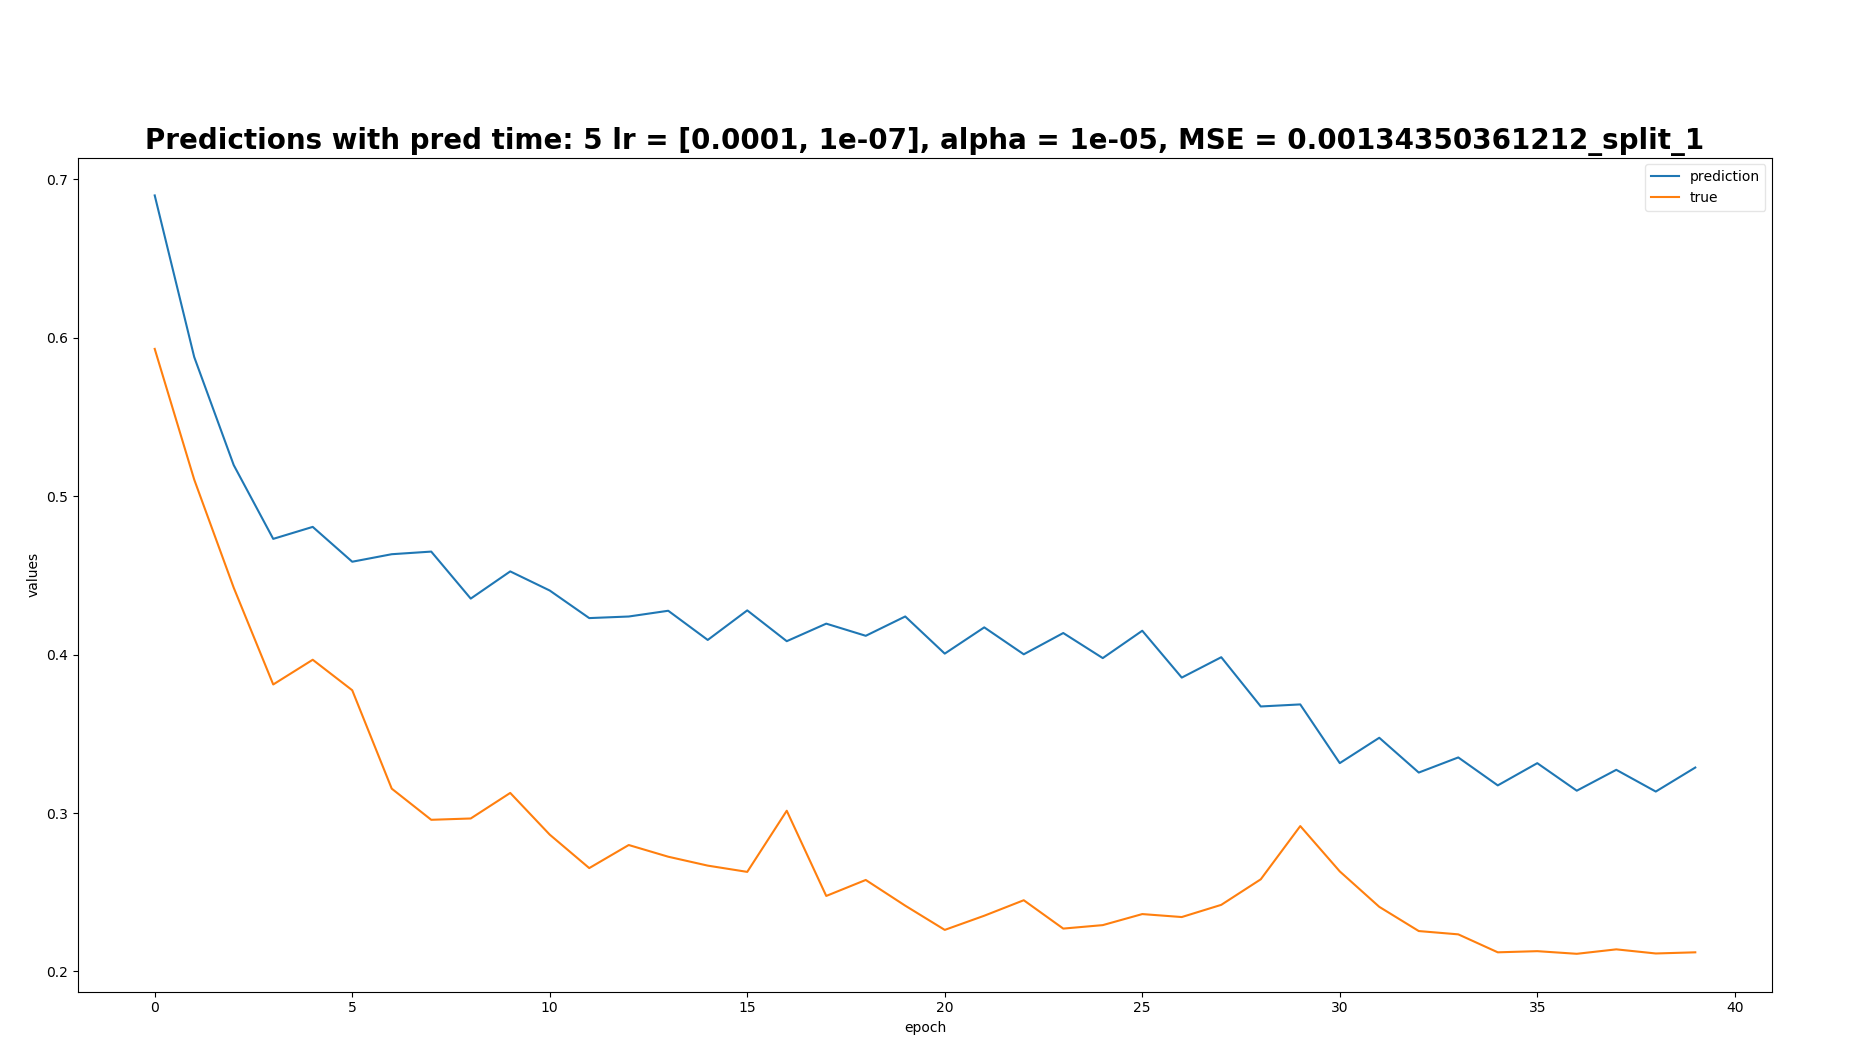 Predictions with pred time: 5 lr = [0.0001, 1e-07], alpha = 1e-05, MSE = 0.00134350361212_split_1
prediction
true
0.7
0.6
0.5
0.4
0.3
0.2
values
0 5 10 15 20 25 30 35 40
epoch